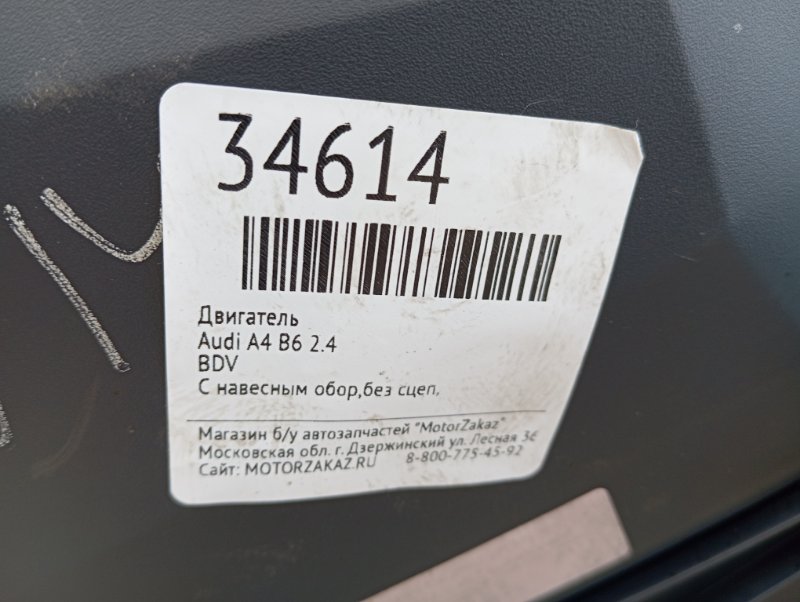 34614
Двигатель
Audi A4 B6 2.4
BDV
С навесным обор,без сцеп,
Магазин б/у автозапчастей "MotorZakaz"
Московская обл. г. Дзержинский ул. Лесная 36
Сайт: MOTORZAKAZ.RU 8-800-775-45-92